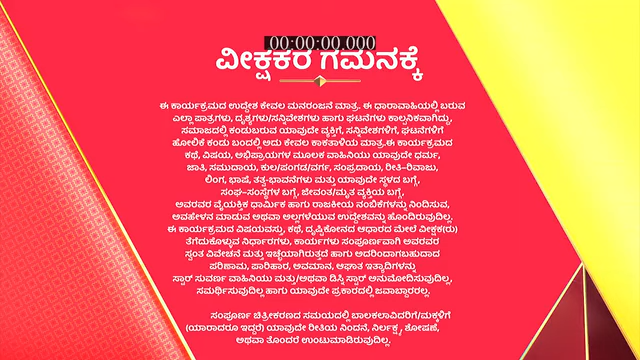 00:00:00.000
ವೀಕ್ಷಕರ ಗಮನಕ್ಕೆ
ಈ ಕಾರ್ಯಕ್ರಮದ ಉದ್ದೇಶ ಕೇವಲ ಮನರಂಜನೆ ಮಾತ್ರ. ಈ ಧಾರಾವಾಹಿಯಲ್ಲಿ ಬರುವ
ಎಲ್ಲಾ ಪಾತ್ರಗಳು, ದೃಶ್ಯಗಳು/ಸನ್ನಿವೇಶಗಳು ಹಾಗು ಘಟನೆಗಳು ಕಾಲ್ಪನಿಕವಾಗಿದ್ದು,
ಸಮಾಜದಲ್ಲಿ ಕಂಡುಬರುವ ಯಾವುದೇ ವ್ಯಕ್ತಿಗೆ, ಸನ್ನಿವೇಶಗಳಿಗೆ, ಘಟನೆಗಳಿಗೆ
ಹೋಲಿಕೆ ಕಂಡು ಬಂದಲ್ಲಿ ಅದು ಕೇವಲ ಕಾಕತಾಳೀಯ ಮಾತ್ರ.ಈ ಕಾರ್ಯಕ್ರಮದ
ಕಥೆ, ವಿಷಯ, ಅಭಿಪ್ರಾಯಗಳ ಮೂಲಕ ವಾಹಿನಿಯು ಯಾವುದೇ ಧರ್ಮ,
ಜಾತಿ, ಸಮುದಾಯ, ಕುಲ/ಪಂಗಡ/ವರ್ಗ, ಸಂಪ್ರದಾಯ, ರೀತಿ-ರಿವಾಜು,
ಲಿಂಗ, ಭಾಷೆ, ತತ್ವ-ಭಾವನೆಗಳು ಮತ್ತು ಯಾವುದೇ ಸ್ಥಳದ ಬಗ್ಗೆ,
ಸಂಘ-ಸಂಸ್ಥೆಗಳ ಬಗ್ಗೆ, ಜೀವಂತ/ಮೃತ ವ್ಯಕ್ತಿಯ ಬಗ್ಗೆ,
ಅವರವರ ವೈಯಕ್ತಿಕ ಧಾರ್ಮಿಕ ಹಾಗು ರಾಜಕೀಯ ನಂಬಿಕೆಗಳನ್ನು ನಿಂದಿಸುವ,
ಅವಹೇಳನ ಮಾಡುವ ಅಥವಾ ಅಲ್ಲಗಳೆಯುವ ಉದ್ದೇಶವನ್ನು ಹೊಂದಿರುವುದಿಲ್ಲ.
ಈ ಕಾರ್ಯಕ್ರಮದ ವಿಷಯವಸ್ತು, ಕಥೆ, ದೃಷ್ಟಿಕೋನದ ಆಧಾರದ ಮೇಲೆ ವೀಕ್ಷಕ(ರು)
ತೆಗೆದುಕೊಳ್ಳುವ ನಿರ್ಧಾರಗಳು, ಕಾರ್ಯಗಳು ಸಂಪೂರ್ಣವಾಗಿ ಅವರವರ
ಸ್ವಂತ ವಿವೇಚನೆ ಮತ್ತು ಇಚ್ಛೆಯಾಗಿರುತ್ತದೆ ಹಾಗು ಅದರಿಂದಾಗಬಹುದಾದ
ಪರಿಣಾಮ, ಪಾರಿಹಾರ, ಅವಮಾನ, ಆಘಾತ ಇತ್ಯಾದಿಗಳನ್ನು
ಸ್ಟಾರ್ ಸುವರ್ಣ ವಾಹಿನಿಯು ಮತ್ತು/ಅಥವಾ ಡಿಸ್ನಿ ಸ್ಟಾರ್ ಅನುಮೋದಿಸುವುದಿಲ್ಲ,
ಸಮರ್ಥಿಸುವುದಿಲ್ಲ ಹಾಗು ಯಾವುದೇ ಪ್ರಕಾರದಲ್ಲಿ ಜವಾಬ್ದಾರರಲ್ಲ.
ಸಂಪೂರ್ಣ ಚಿತ್ರೀಕರಣದ ಸಮಯದಲ್ಲಿ ಬಾಲಕಲಾವಿದರಿಗೆ/ಮಕ್ಕಳಿಗೆ
(ಯಾರಾದರೂ ಇದ್ದರೆ) ಯಾವುದೇ ರೀತಿಯ ನಿಂದನೆ, ನಿರ್ಲಕ್ಷ್ಯ, ಶೋಷಣೆ,
ಅಥವಾ ತೊಂದರೆ ಉಂಟುಮಾಡಿರುವುದಿಲ್ಲ.